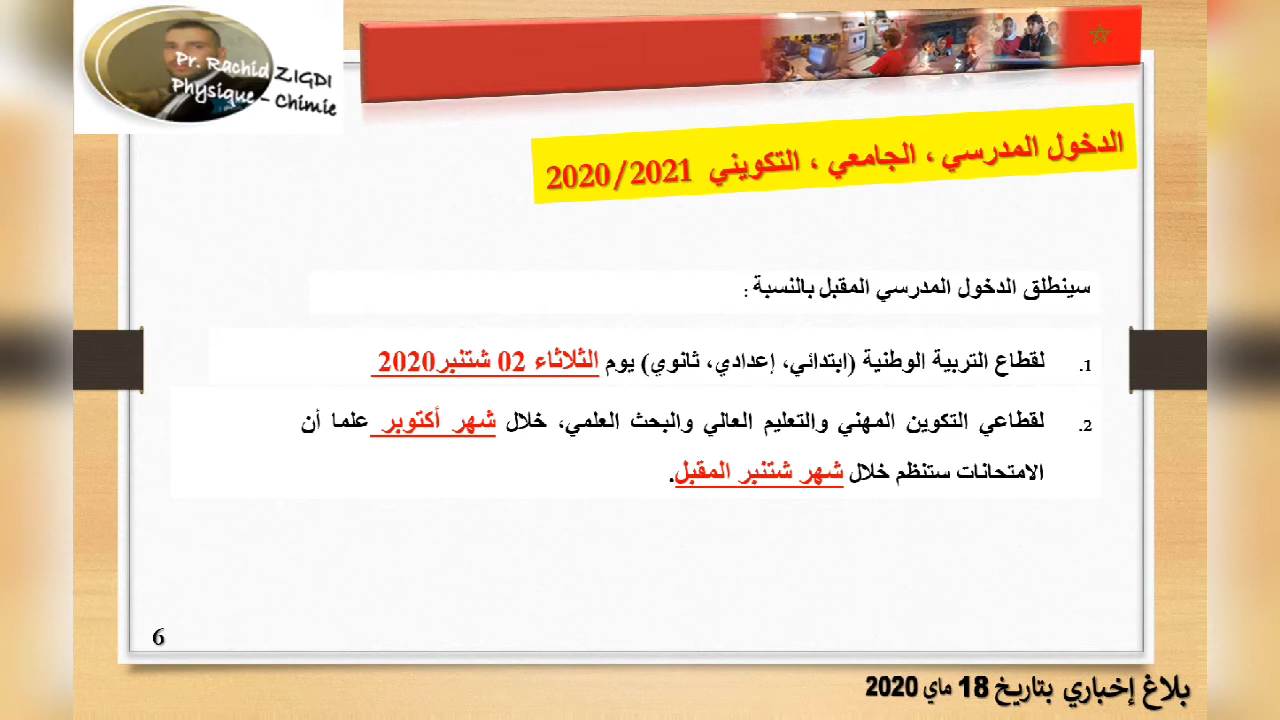 Pr. Rachid ZIGDI
Physique - Chimie
الدخول المدرسي ، الجامعي ، التكويني 2020/2021
سينطلق الدخول المدرسي المقبل بالنسبة :
1. لقطاع التربية الوطنية (ابتدائي، إعدادي، ثانوي) يوم الثلاثاء 02 شتنبر2020
2. لقطاعي التكوين المهني والتعليم العالي والبحث العلمي، خلال شهر أكتوبر علما أن
الامتحانات ستنظم خلال شهر شتنبر المقبل.
6
بلاغ إخباري بتاريخ 18 ماي 2020